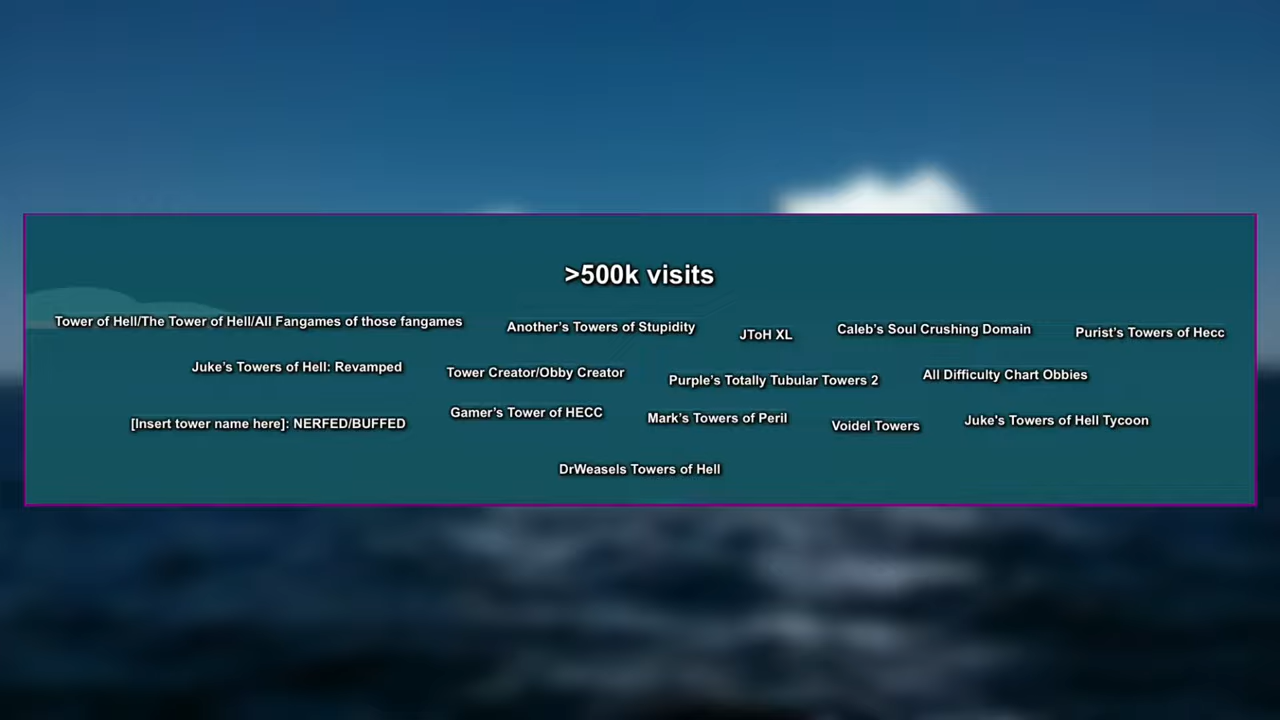 >500k visits
Tower of Hell/The Tower of Hell/All Fangames of those fangames
Another's Towers of Stupidity
JToH XL
Caleb's Soul Crushing Domain
Purist's Towers of Hecc
Juke's Towers of Hell: Revamped
Tower Creator/Obby Creator
Purple's Totally Tubular Towers 2
All Difficulty Chart Obbies
[Insert tower name here]: NERFED/BUFFED
Gamer's Tower of HECC
Mark's Towers of Peril
Voidel Towers
Juke's Towers of Hell Tycoon
DrWeasels Towers of Hell